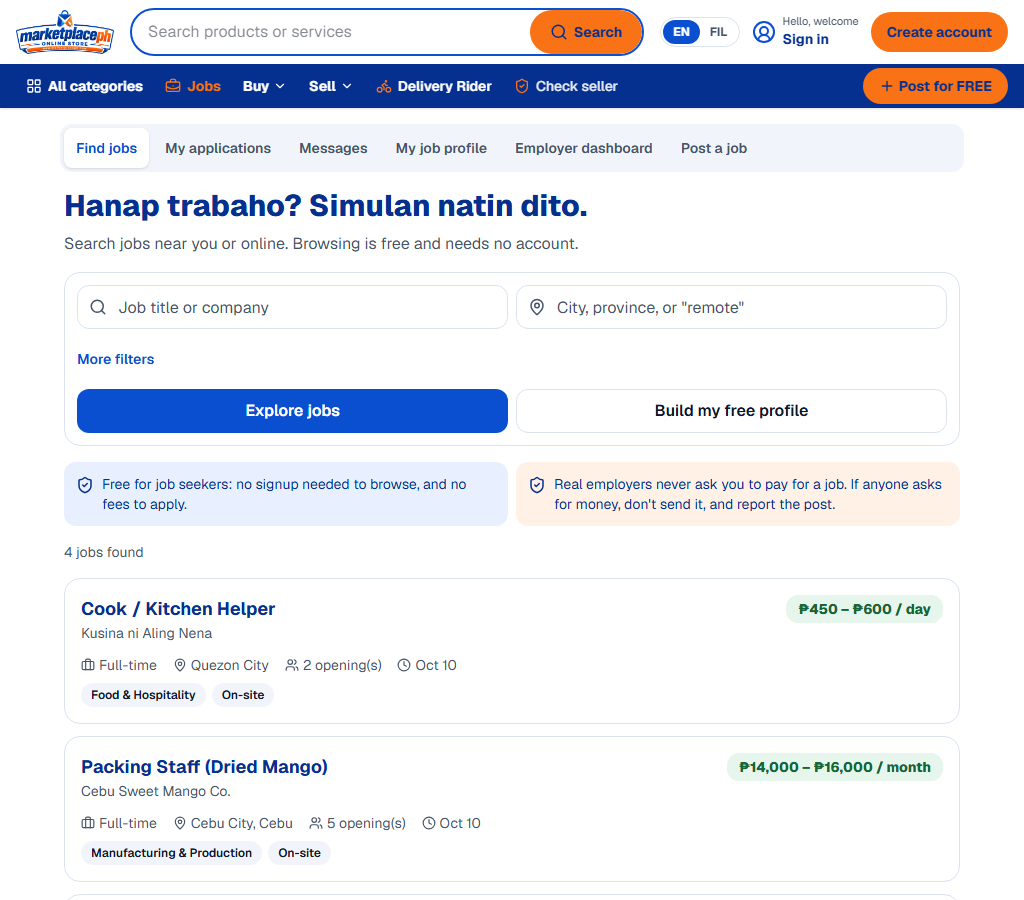 marketplaceph
ONLINE STORE
Search products or services
Search
EN
FIL
Hello, welcome
Sign in
Create account
All categories
Jobs
Buy
Sell
Delivery Rider
Check seller
+ Post for FREE
Find jobs
My applications
Messages
My job profile
Employer dashboard
Post a job
Hanap trabaho? Simulan natin dito.
Search jobs near you or online. Browsing is free and needs no account.
Job title or company
City, province, or "remote"
More filters
Explore jobs
Build my free profile
Free for job seekers: no signup needed to browse, and no
fees to apply.
Real employers never ask you to pay for a job. If anyone asks
for money, don't send it, and report the post.
4 jobs found
Cook / Kitchen Helper
₱450 – ₱600 / day
Kusina ni Aling Nena
Full-time
Quezon City
2 opening(s)
Oct 10
Food & Hospitality
On-site
Packing Staff (Dried Mango)
₱14,000 – ₱16,000 / month
Cebu Sweet Mango Co.
Full-time
Cebu City, Cebu
5 opening(s)
Oct 10
Manufacturing & Production
On-site